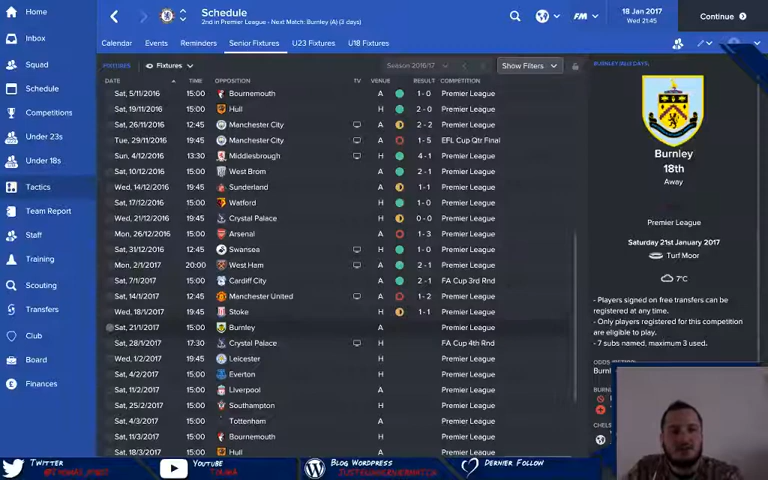 Schedule
2nd in Premier League - Next Match: Burnley (A) (3 days)
18 Jan 2017
Wed 21:45
FM
Continue
Home
Inbox
Squad
Schedule
Competitions
Under 23s
Under 18s
Tactics
Team Report
Staff
Training
Scouting
Transfers
Club
Board
Finances
Calendar Events Reminders Senior Fixtures U23 Fixtures U18 Fixtures
FIXTURES Fixtures Season 2016/17 Show Filters
DATE TIME OPPOSITION TV VENUE RESULT COMPETITION
Sat, 5/11/2016 15:00 Bournemouth A 1-0 Premier League
Sat, 19/11/2016 15:00 Hull H 2-0 Premier League
Sat, 26/11/2016 12:45 Manchester City A 2-2 Premier League
Tue, 29/11/2016 19:45 Manchester City A 1-5 EFL Cup Qtr Final
Sun, 4/12/2016 13:30 Middlesbrough H 4-1 Premier League
Sat, 10/12/2016 15:00 West Brom A 2-1 Premier League
Wed, 14/12/2016 19:45 Sunderland A 1-1 Premier League
Sat, 17/12/2016 15:00 Watford H 1-0 Premier League
Wed, 21/12/2016 19:45 Crystal Palace H 0-0 Premier League
Mon, 26/12/2016 15:00 Arsenal A 1-3 Premier League
Sat, 31/12/2016 12:45 Swansea H 1-0 Premier League
Mon, 2/1/2017 20:00 West Ham A 2-1 Premier League
Sat, 7/1/2017 15:00 Cardiff City A 2-1 FA Cup 3rd Rnd
Sat, 14/1/2017 12:45 Manchester United A 1-2 Premier League
Wed, 18/1/2017 19:45 Stoke H 1-1 Premier League
Sat, 21/1/2017 15:00 Burnley A Premier League
Sat, 28/1/2017 17:30 Crystal Palace H FA Cup 4th Rnd
Wed, 1/2/2017 19:45 Leicester H Premier League
Sat, 4/2/2017 15:00 Everton H Premier League
Sat, 11/2/2017 15:00 Liverpool A Premier League
Sat, 25/2/2017 15:00 Southampton H Premier League
Sat, 4/3/2017 15:00 Tottenham A Premier League
Sat, 11/3/2017 15:00 Bournemouth H Premier League
Sat, 18/3/2017 15:00 Hull A Premier League
Burnley
18th
Away
Premier League
Saturday 21st January 2017
Turf Moor
7°C
- Players signed on free transfers can be
registered at any time.
- Only players registered for this competition
are eligible to play.
- 7 subs named, maximum 3 used.
Twitter
Youtube
Blog Wordpress
Dernier Follow